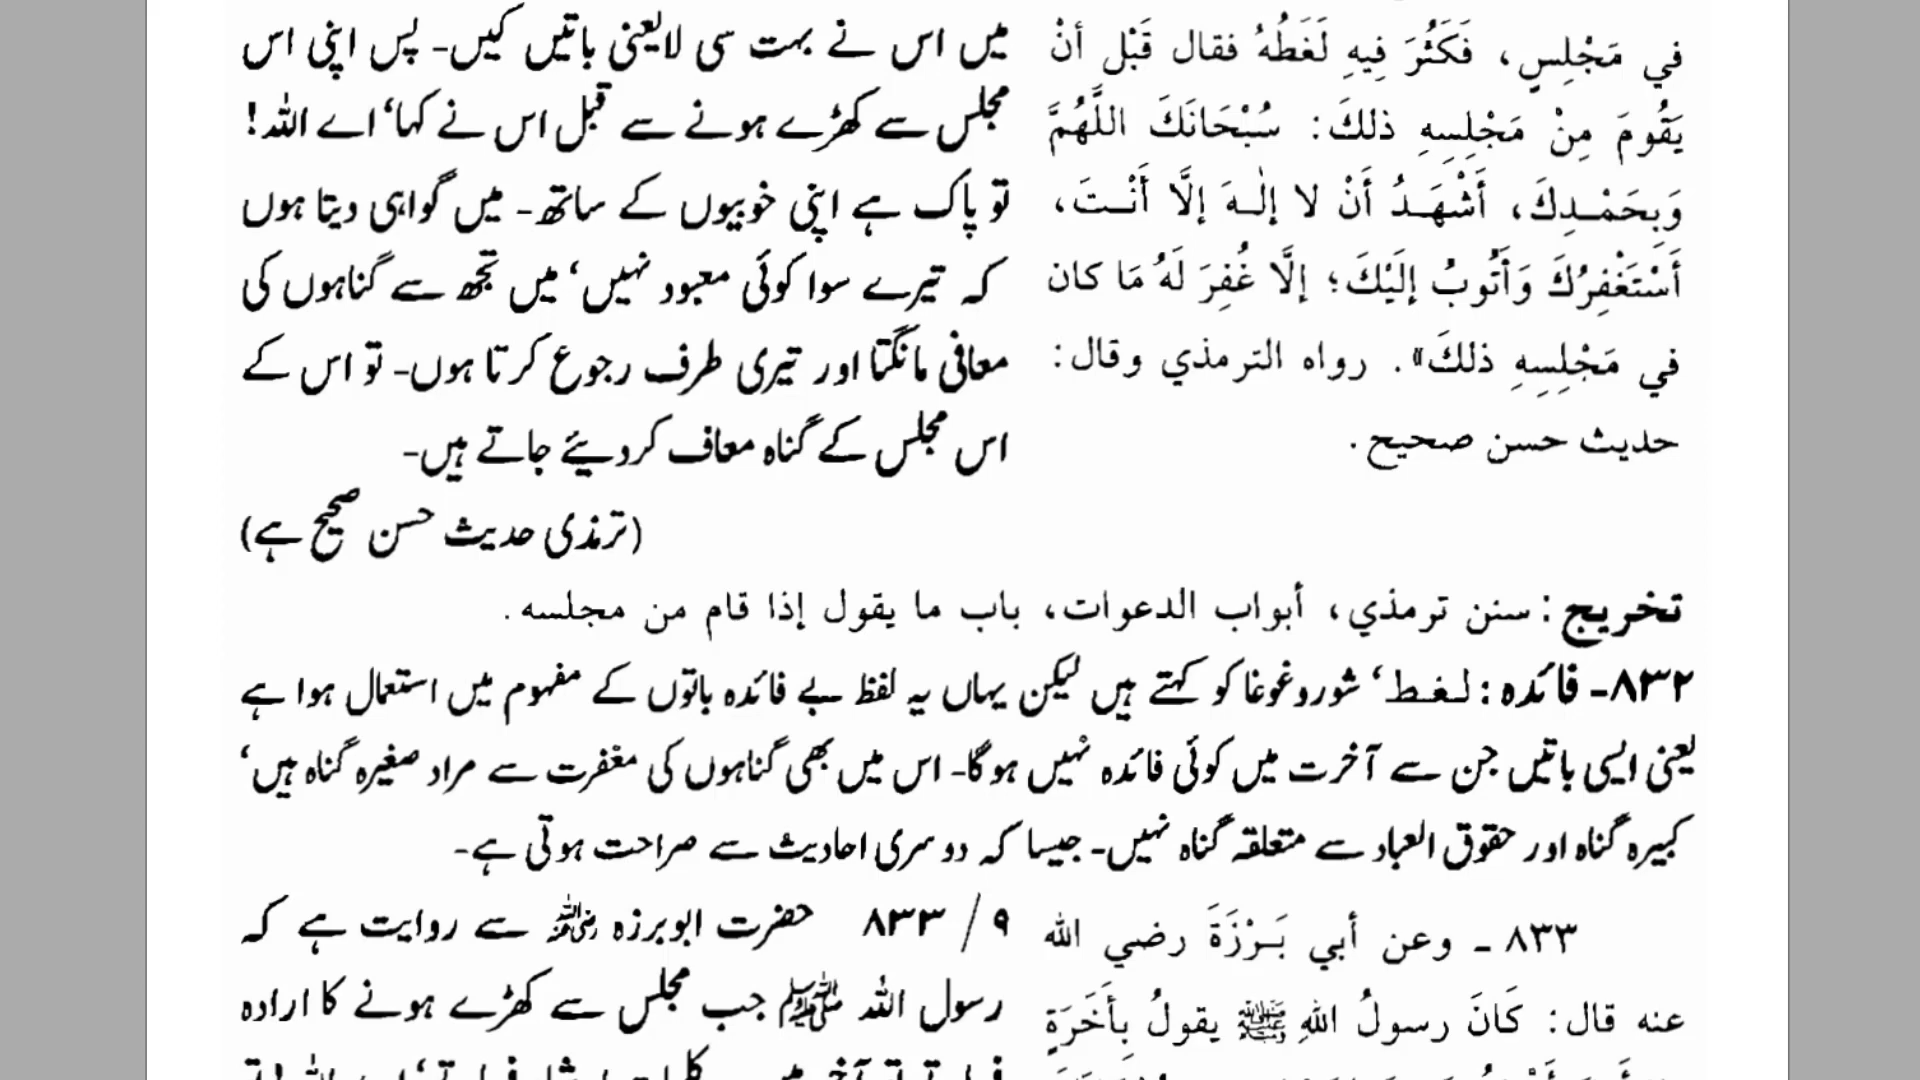 في مَجْلِسٍ، فَكَثُرَ فِيهِ لَغَطُهُ فقال قَبْل أنْ
يَقُومَ مِنْ مَجْلِسِهِ ذلكَ: سُبْحَانَكَ اللَّهُمَّ
وَبِحَمْدِكَ، أَشْهَدُ أَنْ لا إلٰهَ إلَّا أَنْتَ،
أَسْتَغْفِرُكَ وَأَتُوبُ إلَيْكَ؛ إلَّا غُفِرَ لَهُ مَا كان
في مَجْلِسِهِ ذلكَ». رواه الترمذي وقال:
حديث حسن صحيح.
میں اس نے بہت سی لایعنی باتیں کیں۔ پس اپنی اس
مجلس سے کھڑے ہونے سے قبل اس نے کہا‘ اے اللہ!
تو پاک ہے اپنی خوبیوں کے ساتھ۔ میں گواہی دیتا ہوں
کہ تیرے سوا کوئی معبود نہیں‘ میں تجھ سے گناہوں کی
معافی مانگتا اور تیری طرف رجوع کرتا ہوں۔ تو اس کے
اس مجلس کے گناہ معاف کردیئے جاتے ہیں۔
(ترمذی حدیث حسن صحیح ہے)
تخريج: سنن ترمذي، أبواب الدعوات، باب ما يقول إذا قام من مجلسه.
۸۳۲۔ فائدہ: لغط‘ شوروغوغا کو کہتے ہیں لیکن یہاں یہ لفظ بے فائدہ باتوں کے مفہوم میں استعمال ہوا ہے
یعنی ایسی باتیں جن سے آخرت میں کوئی فائدہ نہیں ہوگا۔ اس میں بھی گناہوں کی مغفرت سے مراد صغیرہ گناہ ہیں‘
کبیرہ گناہ اور حقوق العباد سے متعلقہ گناہ نہیں۔ جیسا کہ دوسری احادیث سے صراحت ہوتی ہے۔
٨٣٣ ـ وعن أبي بَرْزَةَ رضي الله
عنه قال: كَانَ رسولُ اللهِ ﷺ يقولُ بِأَخَرَةٍ
۹ / ۸۳۳ حضرت ابوبرزہ رضی اللہ عنہ سے روایت ہے کہ
رسول اللہ ﷺ جب مجلس سے کھڑے ہونے کا ارادہ